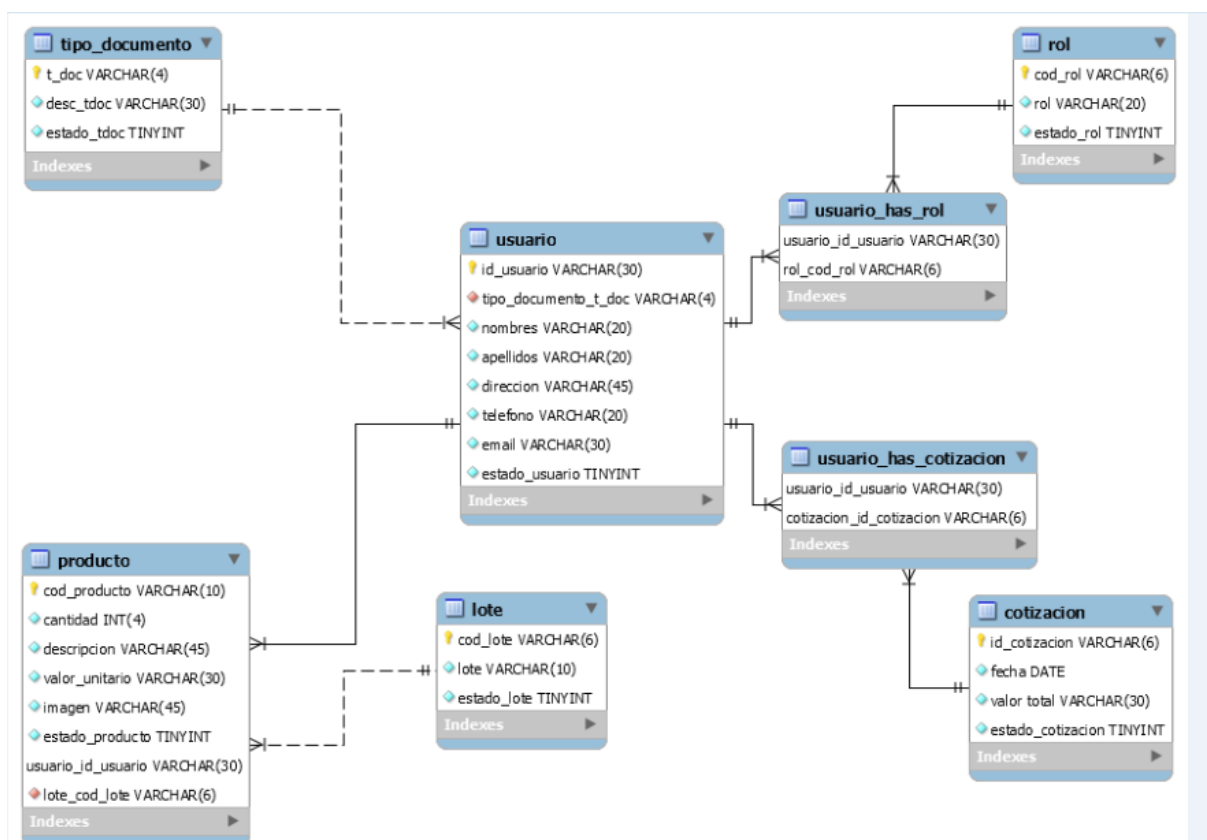 tipo_documento
t_doc VARCHAR(4)
desc_tdoc VARCHAR(30)
estado_tdoc TINYINT
Indexes
rol
cod_rol VARCHAR(6)
rol VARCHAR(20)
estado_rol TINYINT
Indexes
usuario_has_rol
usuario_id_usuario VARCHAR(30)
rol_cod_rol VARCHAR(6)
Indexes
usuario
id_usuario VARCHAR(30)
tipo_documento_t_doc VARCHAR(4)
nombres VARCHAR(20)
apellidos VARCHAR(20)
direccion VARCHAR(45)
telefono VARCHAR(20)
email VARCHAR(30)
estado_usuario TINYINT
Indexes
usuario_has_cotizacion
usuario_id_usuario VARCHAR(30)
cotizacion_id_cotizacion VARCHAR(6)
Indexes
producto
cod_producto VARCHAR(10)
cantidad INT(4)
descripcion VARCHAR(45)
valor_unitario VARCHAR(30)
imagen VARCHAR(45)
estado_producto TINYINT
usuario_id_usuario VARCHAR(30)
lote_cod_lote VARCHAR(6)
Indexes
lote
cod_lote VARCHAR(6)
lote VARCHAR(10)
estado_lote TINYINT
Indexes
cotizacion
id_cotizacion VARCHAR(6)
fecha DATE
valor total VARCHAR(30)
estado_cotizacion TINYINT
Indexes